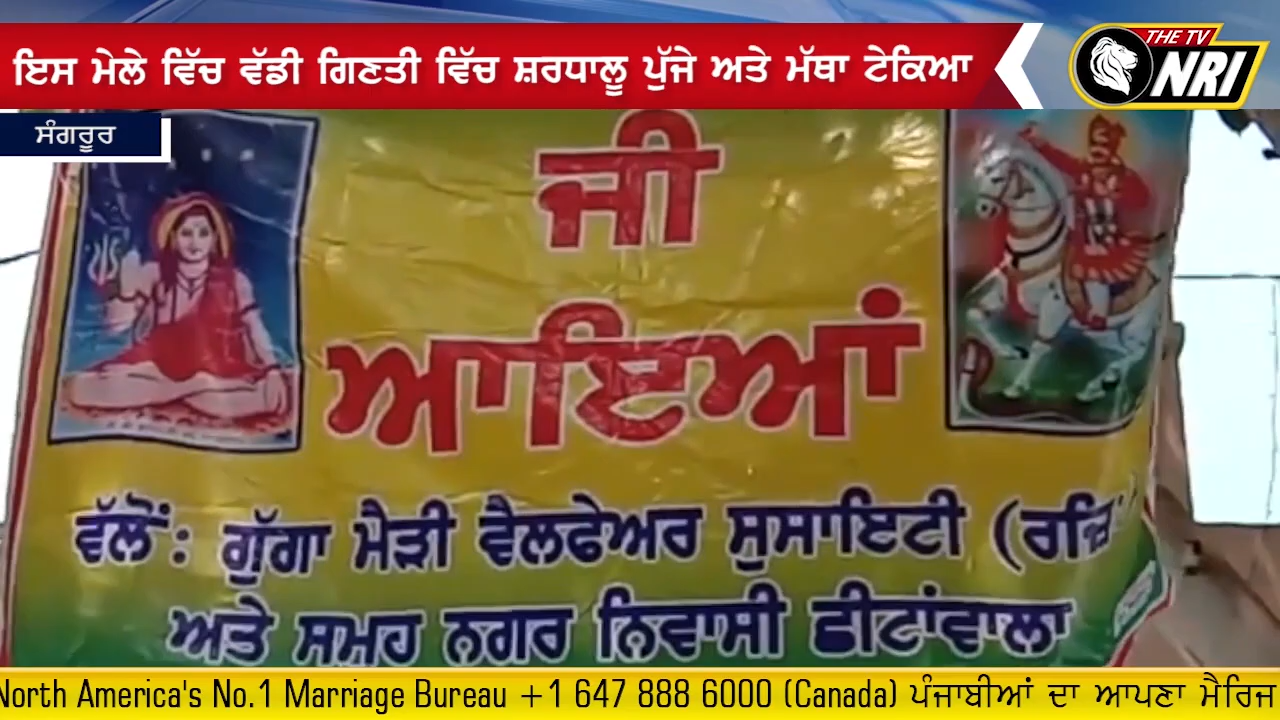 ਇਸ ਮੇਲੇ ਵਿੱਚ ਵੱਡੀ ਗਿਣਤੀ ਵਿੱਚ ਸ਼ਰਧਾਲੂ ਪੁੱਜੇ ਅਤੇ ਮੱਥਾ ਟੇਕਿਆ
THE TV
NRI
ਸੰਗਰੂਰ
ਜੀ
ਆਇਆਂ
ਵੱਲੋਂ: ਗੁੱਗਾ ਮੈੜੀ ਵੈਲਫੇਅਰ ਸੁਸਾਇਟੀ (ਰਜਿ
ਅਤੇ ਸਮੂਹ ਨਗਰ ਨਿਵਾਸੀ ਛੀਟਾਂਵਾਲਾ
North America's No.1 Marriage Bureau +1 647 888 6000 (Canada) ਪੰਜਾਬੀਆਂ ਦਾ ਆਪਣਾ ਮੈਰਿਜ